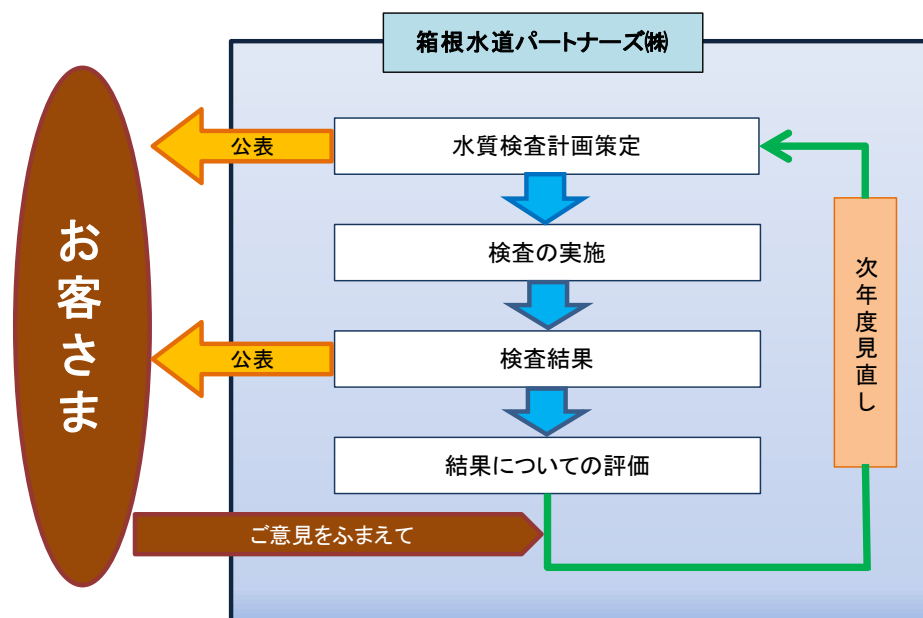 箱根水道パートナーズ㈱
公表
水質検査計画策定
お客さま
検査の実施
次年度見直し
公表
検査結果
結果についての評価
ご意見をふまえて